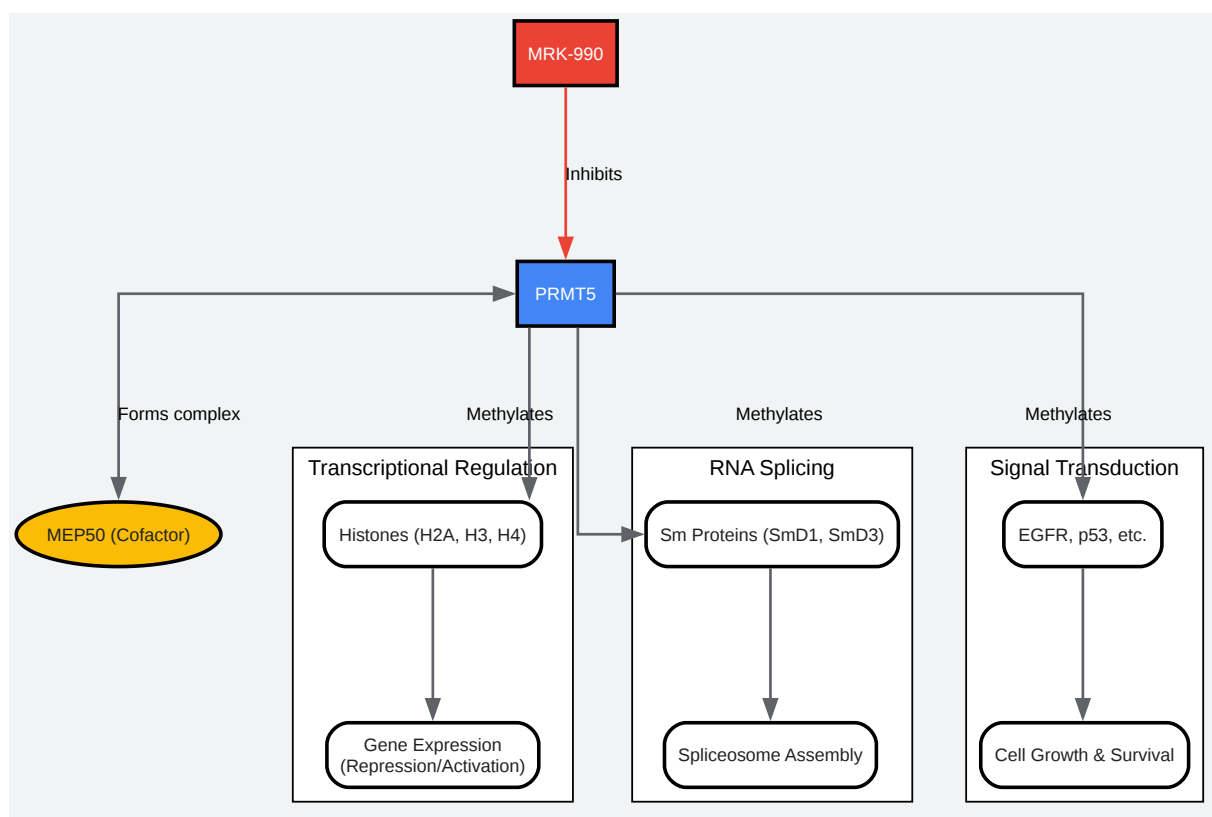 MRK-990
Inhibits
PRMT5
Forms complex
Methylates
Methylates
Methylates
Transcriptional Regulation
RNA Splicing
Signal Transduction
MEP50 (Cofactor)
Histones (H2A, H3, H4)
Sm Proteins (SmD1, SmD3)
EGFR, p53, etc.
Gene Expression
(Repression/Activation)
Spliceosome Assembly
Cell Growth & Survival